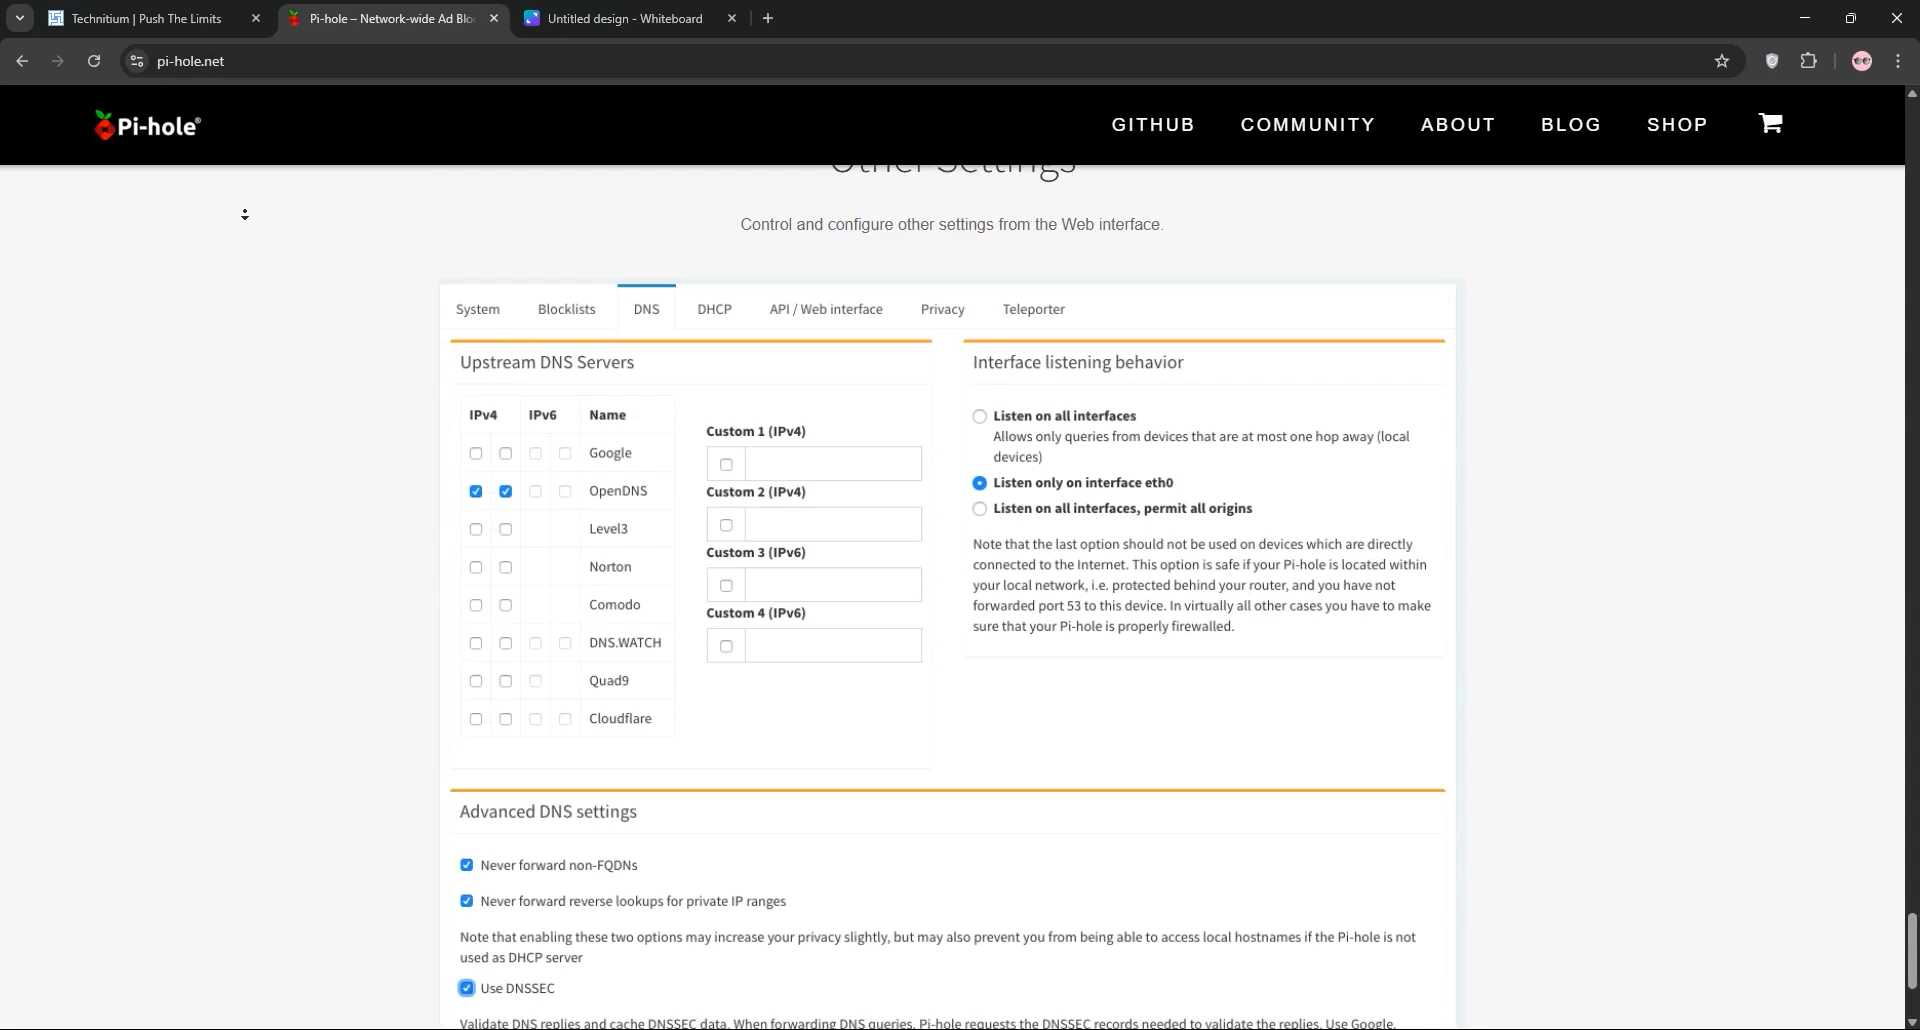 Technitium | Push The Limits
Pi-hole – Network-wide Ad Blo
Untitled design - Whiteboard
pi-hole.net
Pi-hole®
GITHUB
COMMUNITY
ABOUT
BLOG
SHOP
Other Settings
Control and configure other settings from the Web interface.
System
Blocklists
DNS
DHCP
API / Web interface
Privacy
Teleporter
Upstream DNS Servers
IPv4 IPv6 Name
Google
OpenDNS
Level3
Norton
Comodo
DNS.WATCH
Quad9
Cloudflare
Custom 1 (IPv4)
Custom 2 (IPv4)
Custom 3 (IPv6)
Custom 4 (IPv6)
Interface listening behavior
Listen on all interfaces
Allows only queries from devices that are at most one hop away (local
devices)
Listen only on interface eth0
Listen on all interfaces, permit all origins
Note that the last option should not be used on devices which are directly
connected to the Internet. This option is safe if your Pi-hole is located within
your local network, i.e. protected behind your router, and you have not
forwarded port 53 to this device. In virtually all other cases you have to make
sure that your Pi-hole is properly firewalled.
Advanced DNS settings
Never forward non-FQDNs
Never forward reverse lookups for private IP ranges
Note that enabling these two options may increase your privacy slightly, but may also prevent you from being able to access local hostnames if the Pi-hole is not
used as DHCP server
Use DNSSEC
Validate DNS replies and cache DNSSEC data. When forwarding DNS queries, Pi-hole requests the DNSSEC records needed to validate the replies. Use Google,